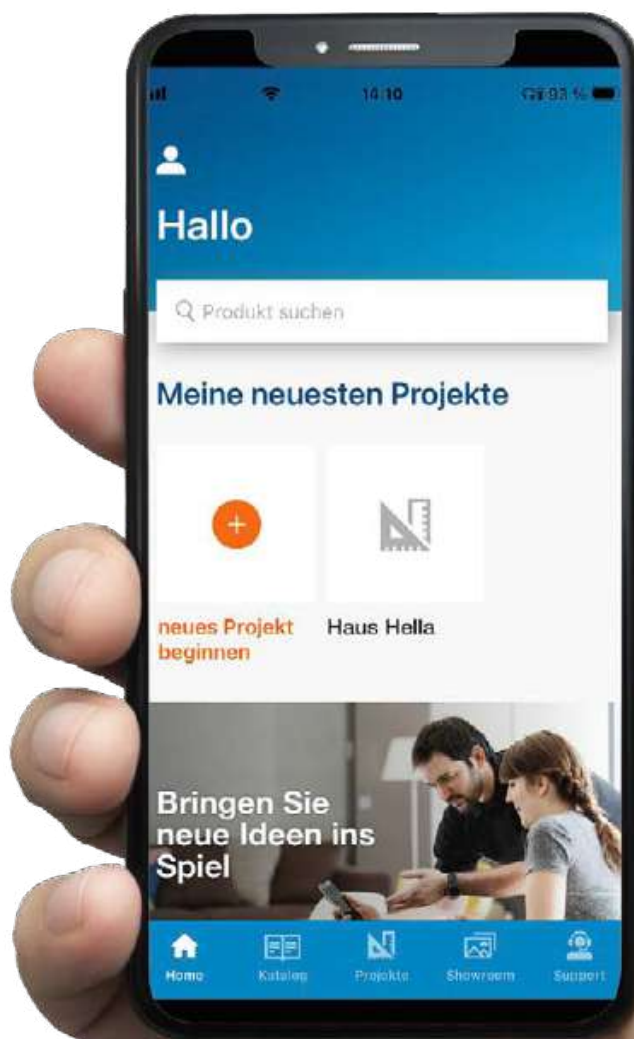 14:10
93 %
Hallo
Produkt suchen
Meine neuesten Projekte
neues Projekt
beginnen
Haus Hella
Bringen Sie
neue Ideen ins
Spiel
Home
Katalog
Projekte
Showroom
Support